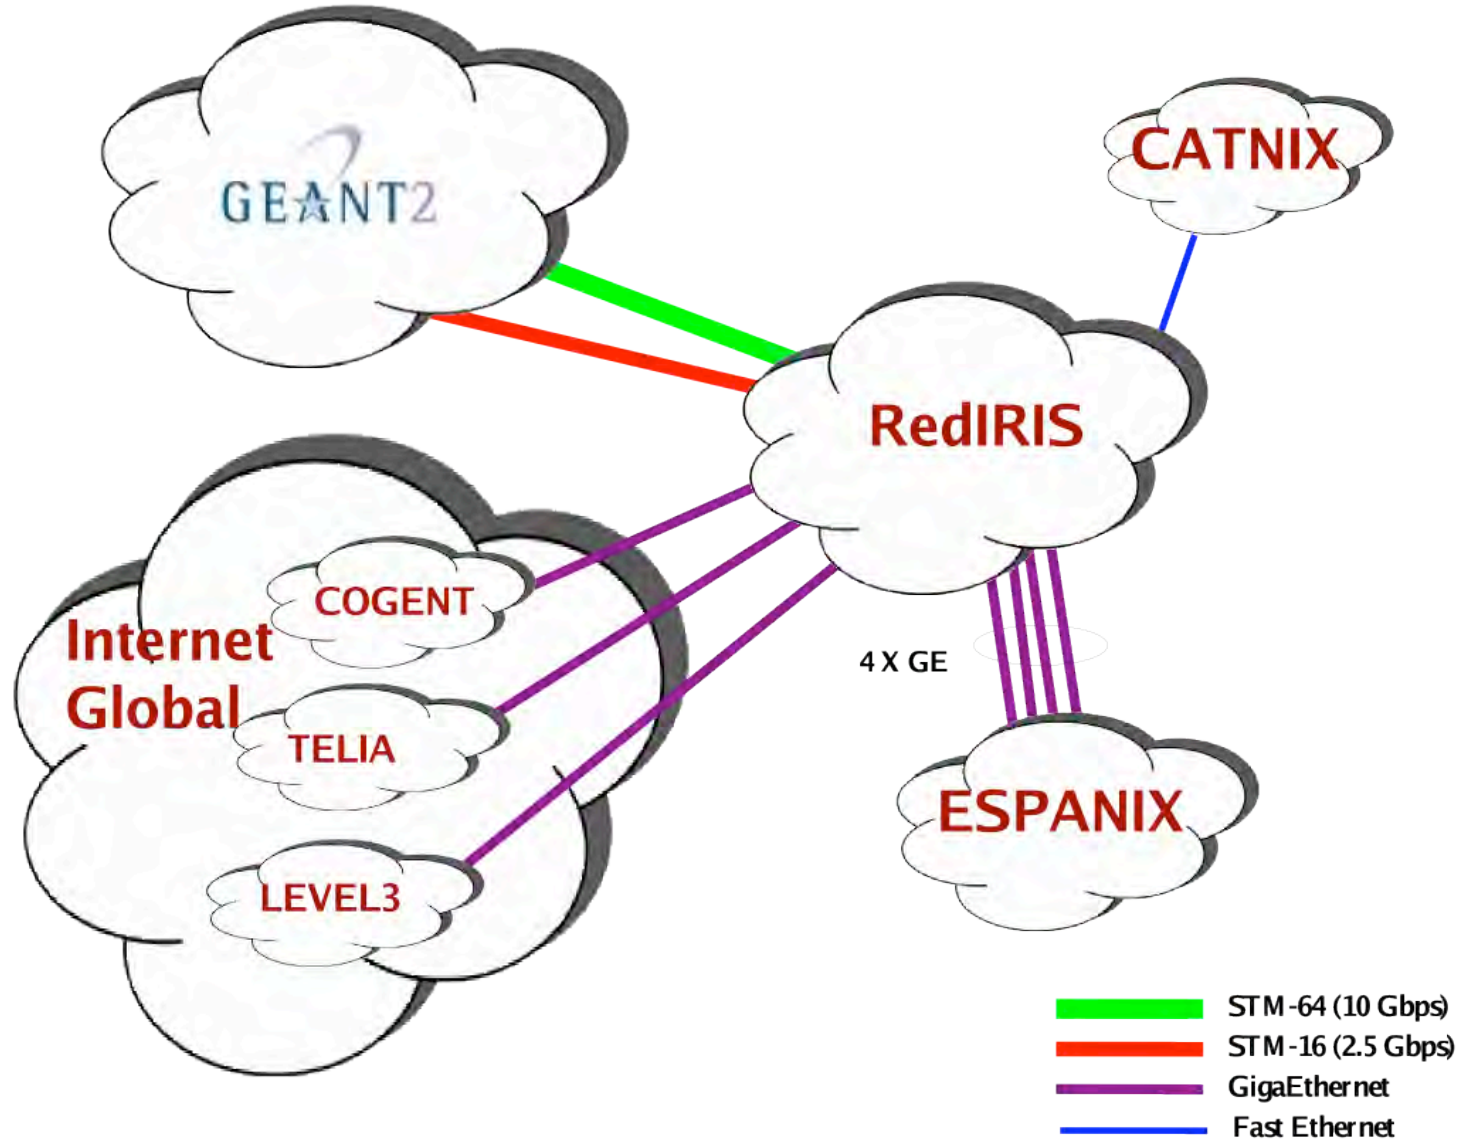 GEANT2
CATNIX
RedIRIS
COGENT
Internet
Global
TELIA
LEVEL3
4 X GE
ESPANIX
STM-64 (10 Gbps)
STM-16 (2.5 Gbps)
GigaEthernet
Fast Ethernet